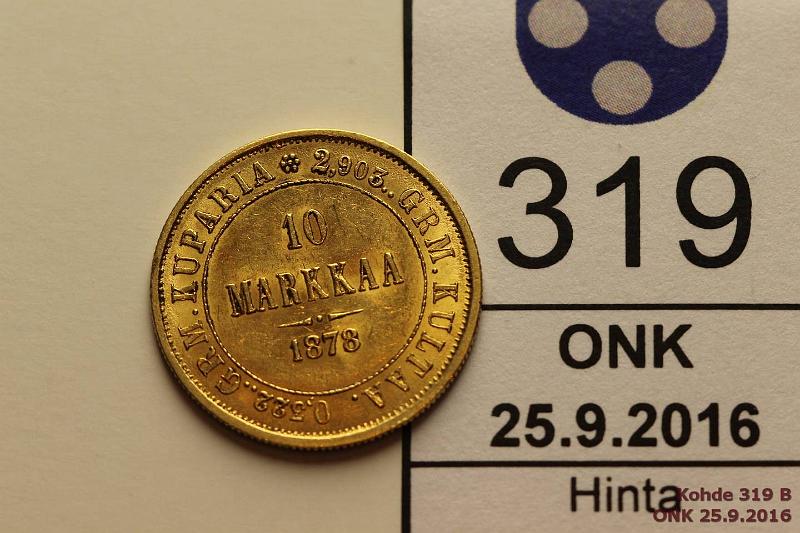 2,903.. GRM. KULTAA. 0,322.. GRM. KUPARIA
10
MARKKAA
1878
319
ONK
25.9.2016
Hinta
Kohde 319 B
ONK 25.9.2016